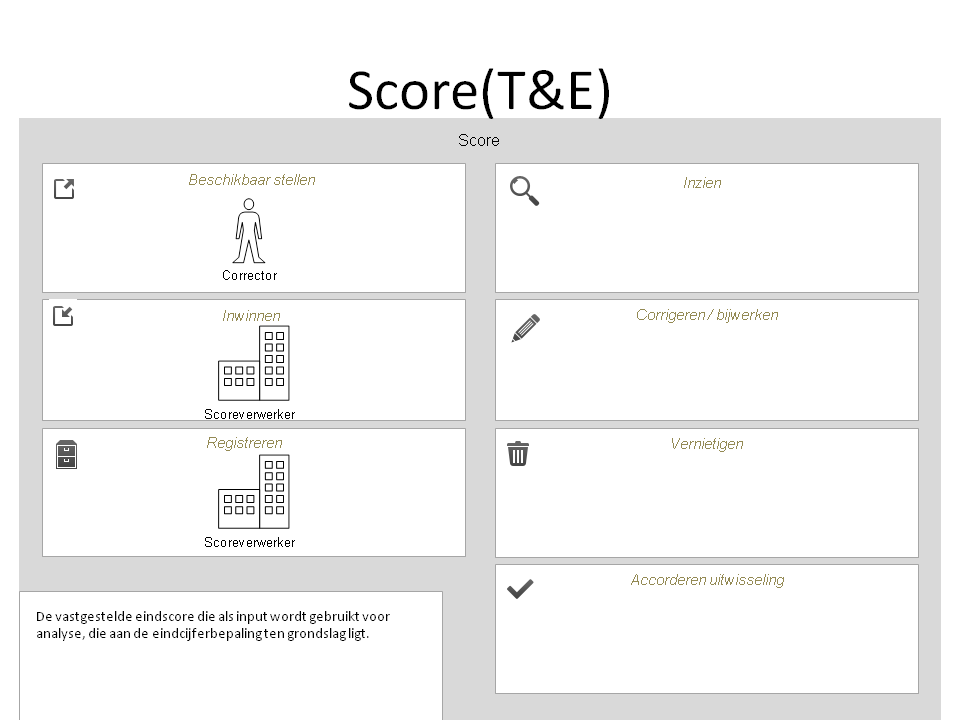 Score(T&E)
Score
Beschikbaar stellen
Corrector
Inwinnen
Scoreverwerker
Registreren
Scoreverwerker
De vastgestelde eindscore die als input wordt gebruikt voor
analyse, die aan de eindcijferbepaling ten grondslag ligt.
Inzien
Corrigeren / bijwerken
Vernietigen
Accorderen uitwisseling